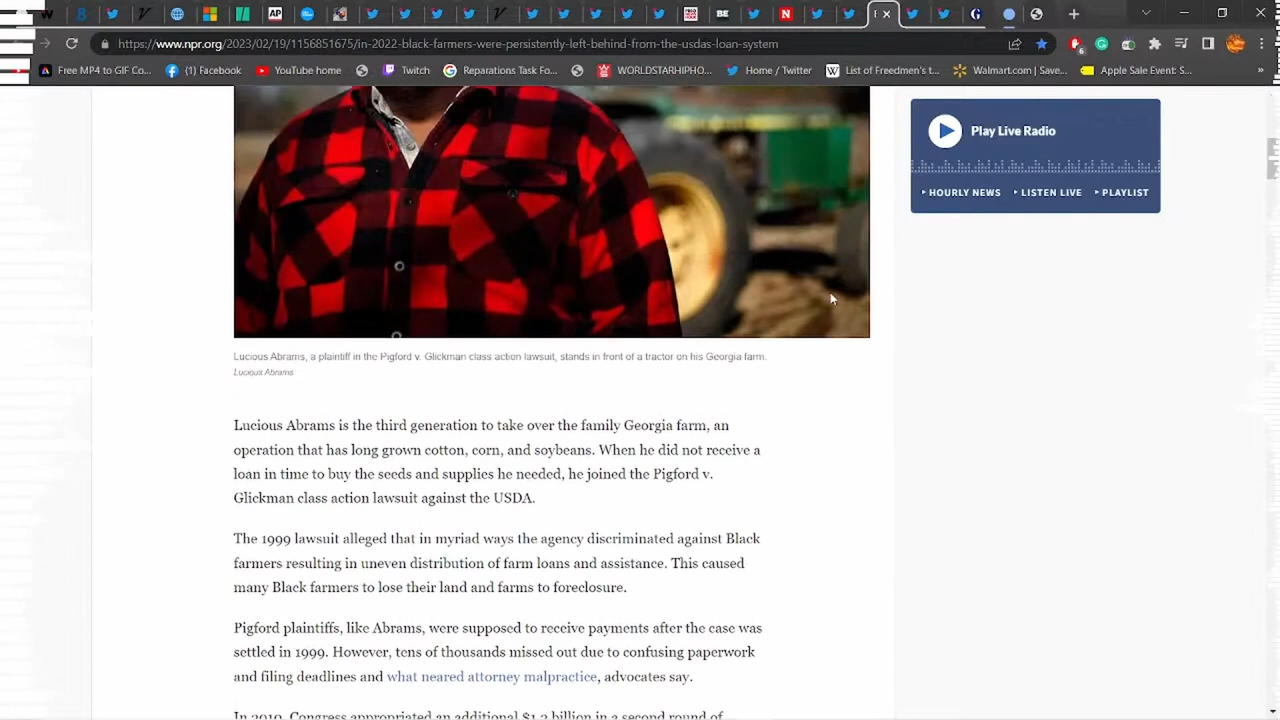 https://www.npr.org/2023/02/19/1156851675/in-2022-black-farmers-were-persistently-left-behind-from-the-usdas-loan-system
Free MP4 to GIF Co...
(1) Facebook
YouTube home
Twitch
Reparations Task Fo...
WORLDSTARHIPHO...
Home / Twitter
List of Freedmen's t...
Walmart.com | Save...
Apple Sale Event: S...
»
Play Live Radio
HOURLY NEWS
LISTEN LIVE
PLAYLIST
Lucious Abrams, a plaintiff in the Pigford v. Glickman class action lawsuit, stands in front of a tractor on his Georgia farm.
Lucious Abrams
Lucious Abrams is the third generation to take over the family Georgia farm, an
operation that has long grown cotton, corn, and soybeans. When he did not receive a
loan in time to buy the seeds and supplies he needed, he joined the Pigford v.
Glickman class action lawsuit against the USDA.
The 1999 lawsuit alleged that in myriad ways the agency discriminated against Black
farmers resulting in uneven distribution of farm loans and assistance. This caused
many Black farmers to lose their land and farms to foreclosure.
Pigford plaintiffs, like Abrams, were supposed to receive payments after the case was
settled in 1999. However, tens of thousands missed out due to confusing paperwork
and filing deadlines and what neared attorney malpractice, advocates say.
In 2010, Congress appropriated an additional $1.2 billion in a second round of